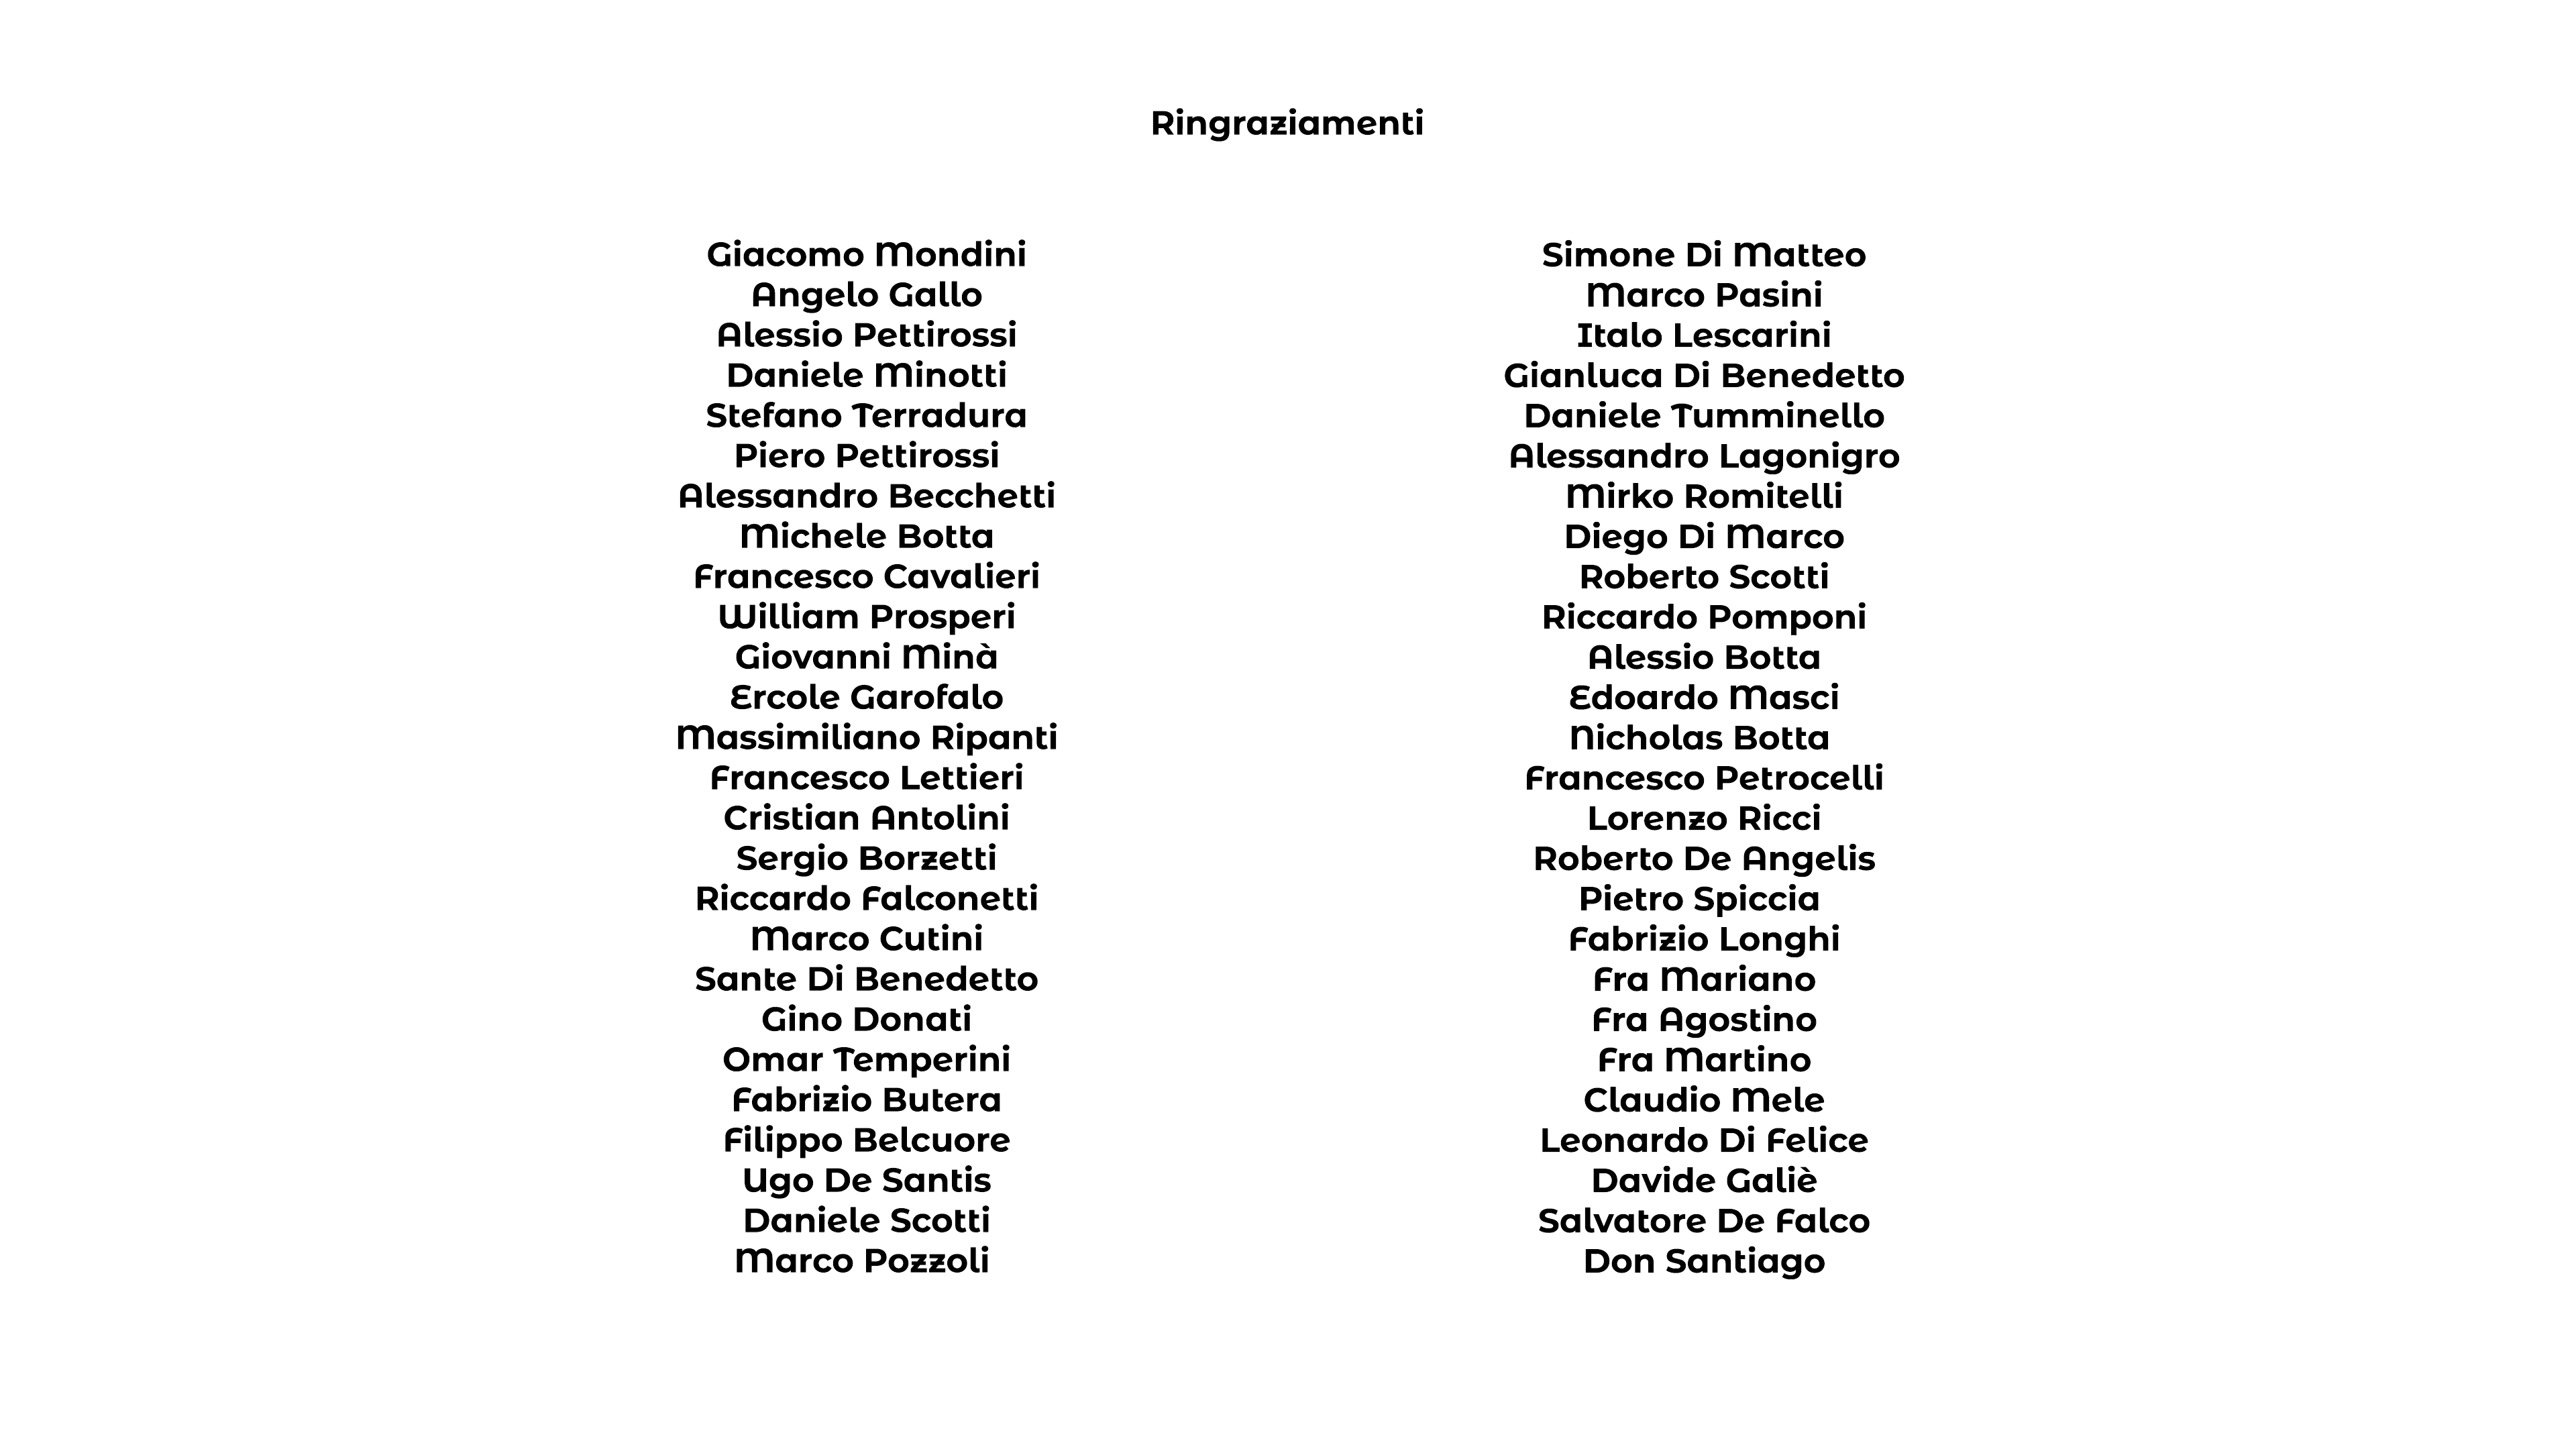 Ringraziamenti
Giacomo Mondini
Angelo Gallo
Alessio Pettirossi
Daniele Minotti
Stefano Terradura
Piero Pettirossi
Alessandro Becchetti
Michele Botta
Francesco Cavalieri
William Prosperi
Giovanni Minà
Ercole Garofalo
Massimiliano Ripanti
Francesco Lettieri
Cristian Antolini
Sergio Borzetti
Riccardo Falconetti
Marco Cutini
Sante Di Benedetto
Gino Donati
Omar Temperini
Fabrizio Butera
Filippo Belcuore
Ugo De Santis
Daniele Scotti
Marco Pozzoli
Simone Di Matteo
Marco Pasini
Italo Lescarini
Gianluca Di Benedetto
Daniele Tumminello
Alessandro Lagonigro
Mirko Romitelli
Diego Di Marco
Roberto Scotti
Riccardo Pomponi
Alessio Botta
Edoardo Masci
Nicholas Botta
Francesco Petrocelli
Lorenzo Ricci
Roberto De Angelis
Pietro Spiccia
Fabrizio Longhi
Fra Mariano
Fra Agostino
Fra Martino
Claudio Mele
Leonardo Di Felice
Davide Galiè
Salvatore De Falco
Don Santiago